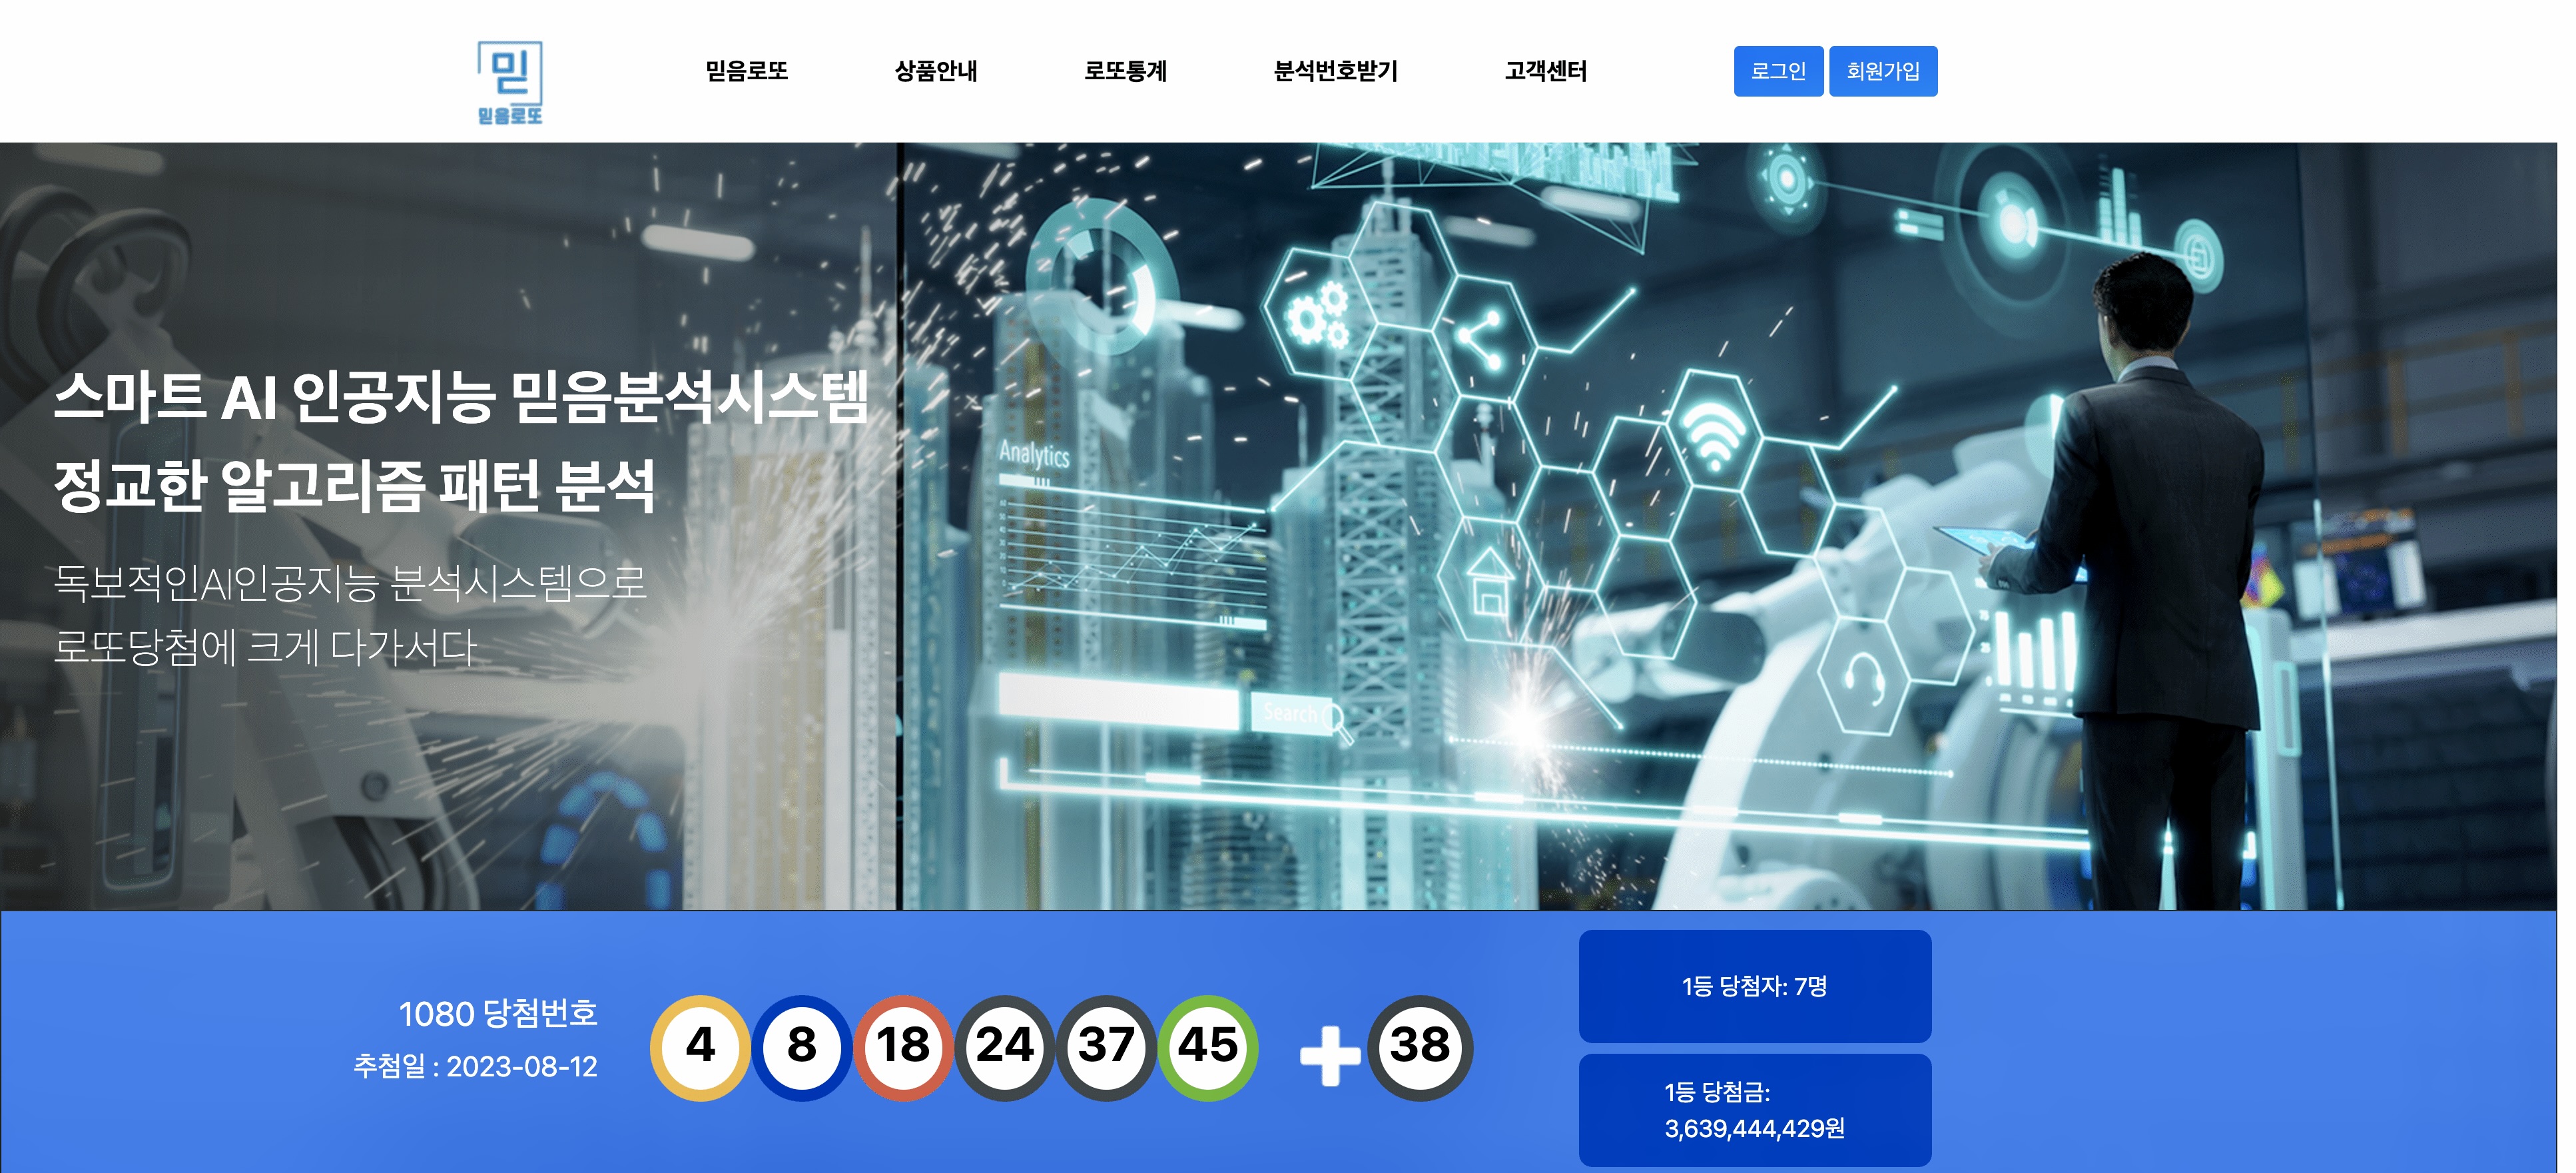 믿
믿음로또
믿음로또 상품안내 로또통계 분석번호받기 고객센터 로그인 회원가입
스마트 AI 인공지능 믿음분석시스템
정교한 알고리즘 패턴 분석
독보적인AI인공지능 분석시스템으로
로또당첨에 크게 다가서다
Analytics
Search
1080 당첨번호
추첨일 : 2023-08-12
4 8 18 24 37 45 + 38
1등 당첨자: 7명
1등 당첨금:
3,639,444,429원